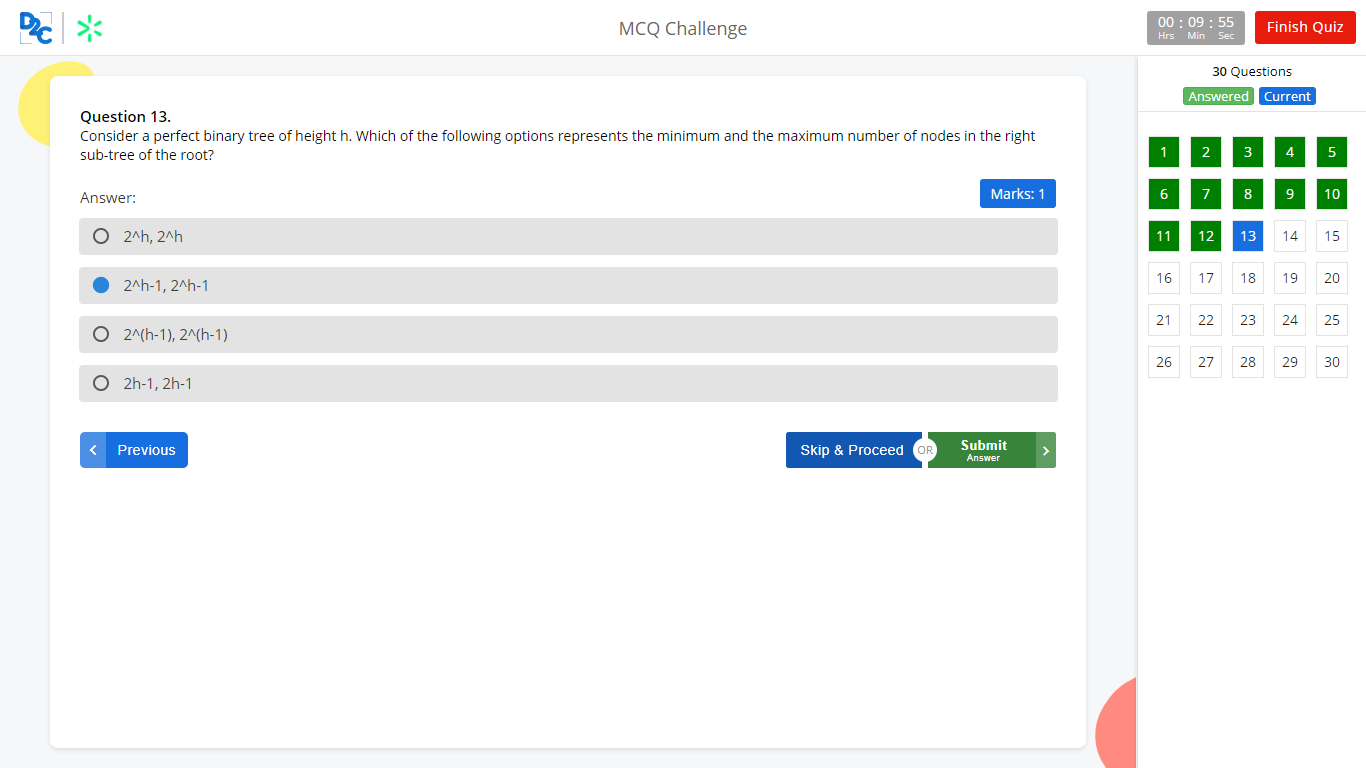 D2C
MCQ Challenge
00 : 09 : 55
Hrs Min Sec
Finish Quiz
30 Questions
Answered Current
Question 13.
Consider a perfect binary tree of height h. Which of the following options represents the minimum and the maximum number of nodes in the right
sub-tree of the root?
Answer:
Marks: 1
2^h, 2^h
2^h-1, 2^h-1
2^(h-1), 2^(h-1)
2h-1, 2h-1
Previous
Skip & Proceed
OR
Submit
Answer
1 2 3 4 5
6 7 8 9 10
11 12 13 14 15
16 17 18 19 20
21 22 23 24 25
26 27 28 29 30